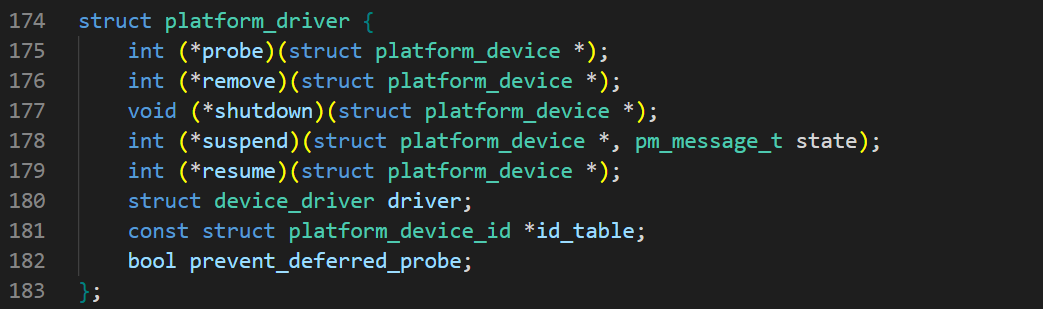 174 struct platform_driver {
175     int (*probe)(struct platform_device *);
176     int (*remove)(struct platform_device *);
177     void (*shutdown)(struct platform_device *);
178     int (*suspend)(struct platform_device *, pm_message_t state);
179     int (*resume)(struct platform_device *);
180     struct device_driver driver;
181     const struct platform_device_id *id_table;
182     bool prevent_deferred_probe;
183 };